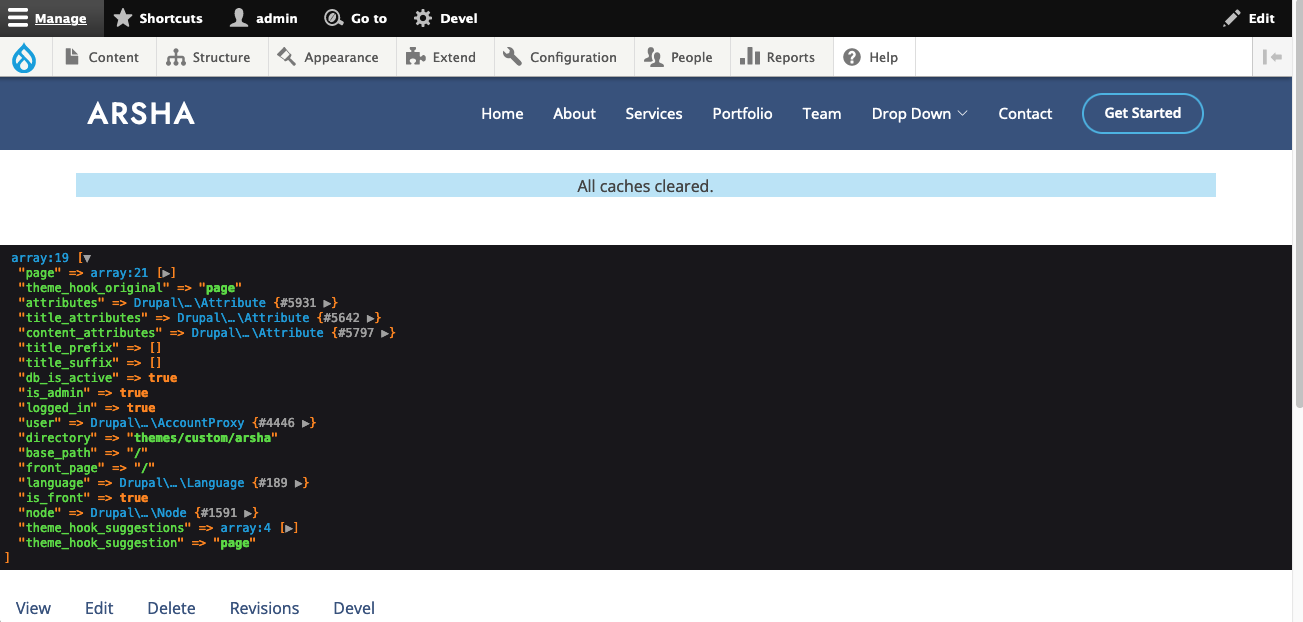 Manage Shortcuts admin Go to Devel Edit
Content Structure Appearance Extend Configuration People Reports Help
ARSHA Home About Services Portfolio Team Drop Down Contact Get Started
All caches cleared.
array:19 [▼
"page" => array:21 [▶]
"theme_hook_original" => "page"
"attributes" => Drupal\…\Attribute {#5931 ▶}
"title_attributes" => Drupal\…\Attribute {#5642 ▶}
"content_attributes" => Drupal\…\Attribute {#5797 ▶}
"title_prefix" => []
"title_suffix" => []
"db_is_active" => true
"is_admin" => true
"logged_in" => true
"user" => Drupal\…\AccountProxy {#4446 ▶}
"directory" => "themes/custom/arsha"
"base_path" => "/"
"front_page" => "/"
"language" => Drupal\…\Language {#189 ▶}
"is_front" => true
"node" => Drupal\…\Node {#1591 ▶}
"theme_hook_suggestions" => array:4 [▶]
"theme_hook_suggestion" => "page"
]
View Edit Delete Revisions Devel